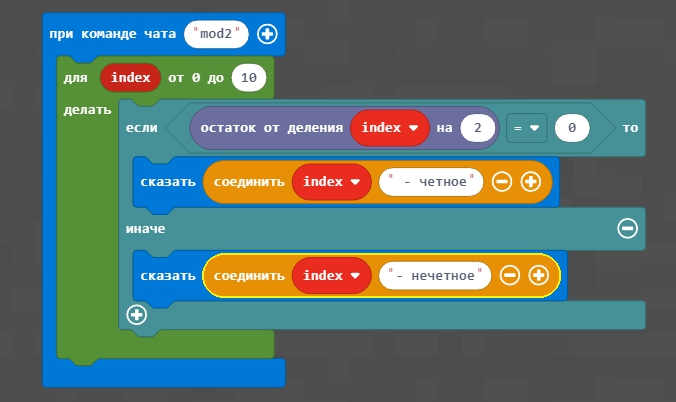 при команде чата "mod2"
для index от 0 до 10
делать
если остаток от деления index на 2 = 0 то
сказать соединить index " - четное"
иначе
сказать соединить index "- нечетное"